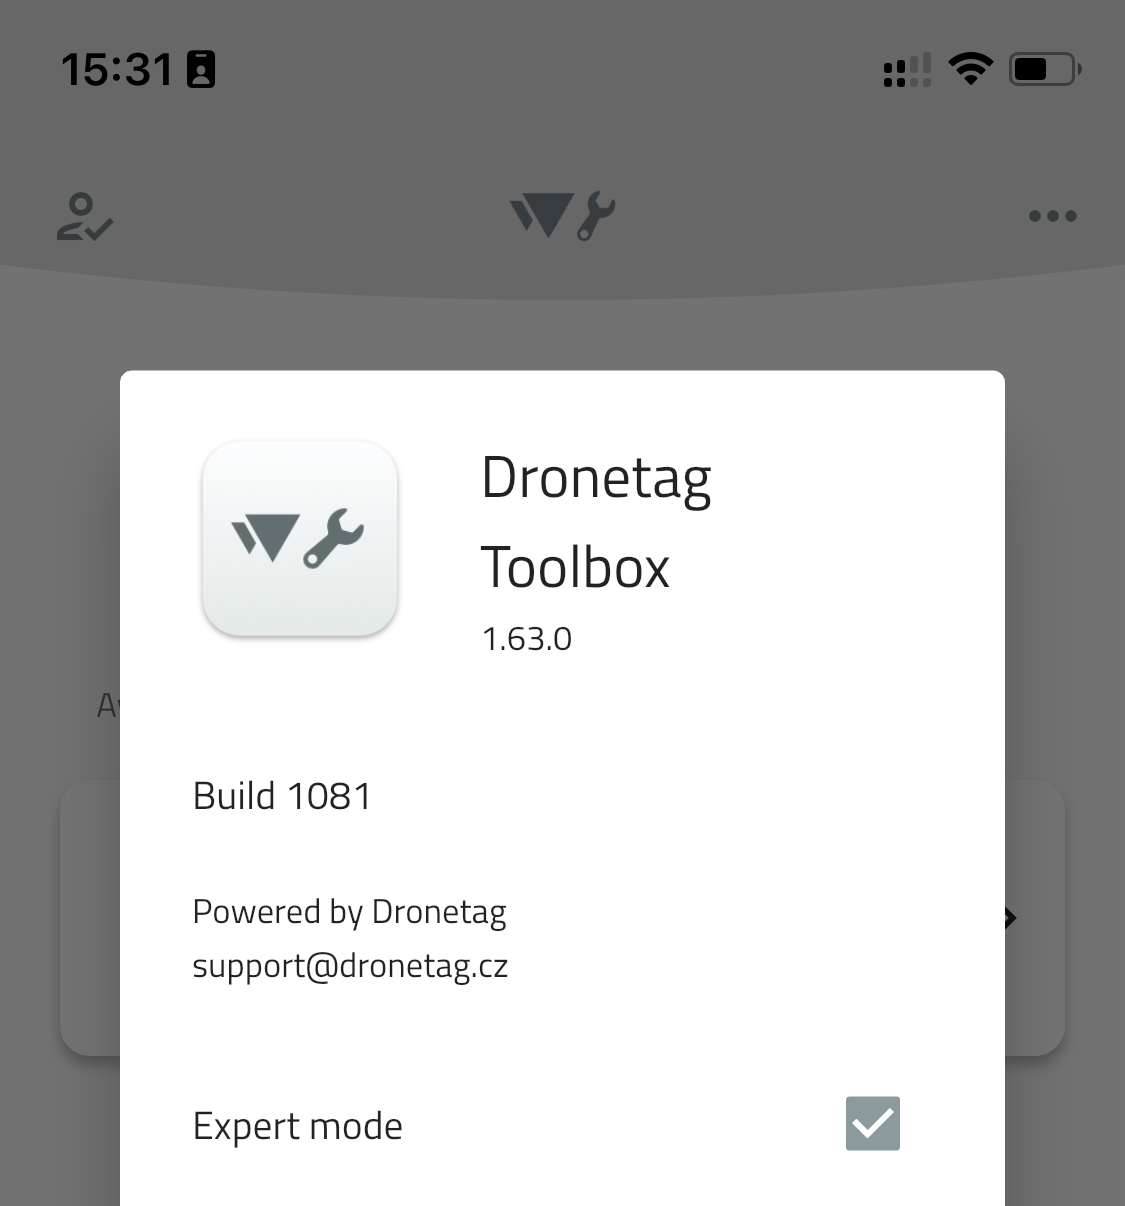 15:31
Dronetag
Toolbox
1.63.0
Build 1081
Powered by Dronetag
support@dronetag.cz
Expert mode